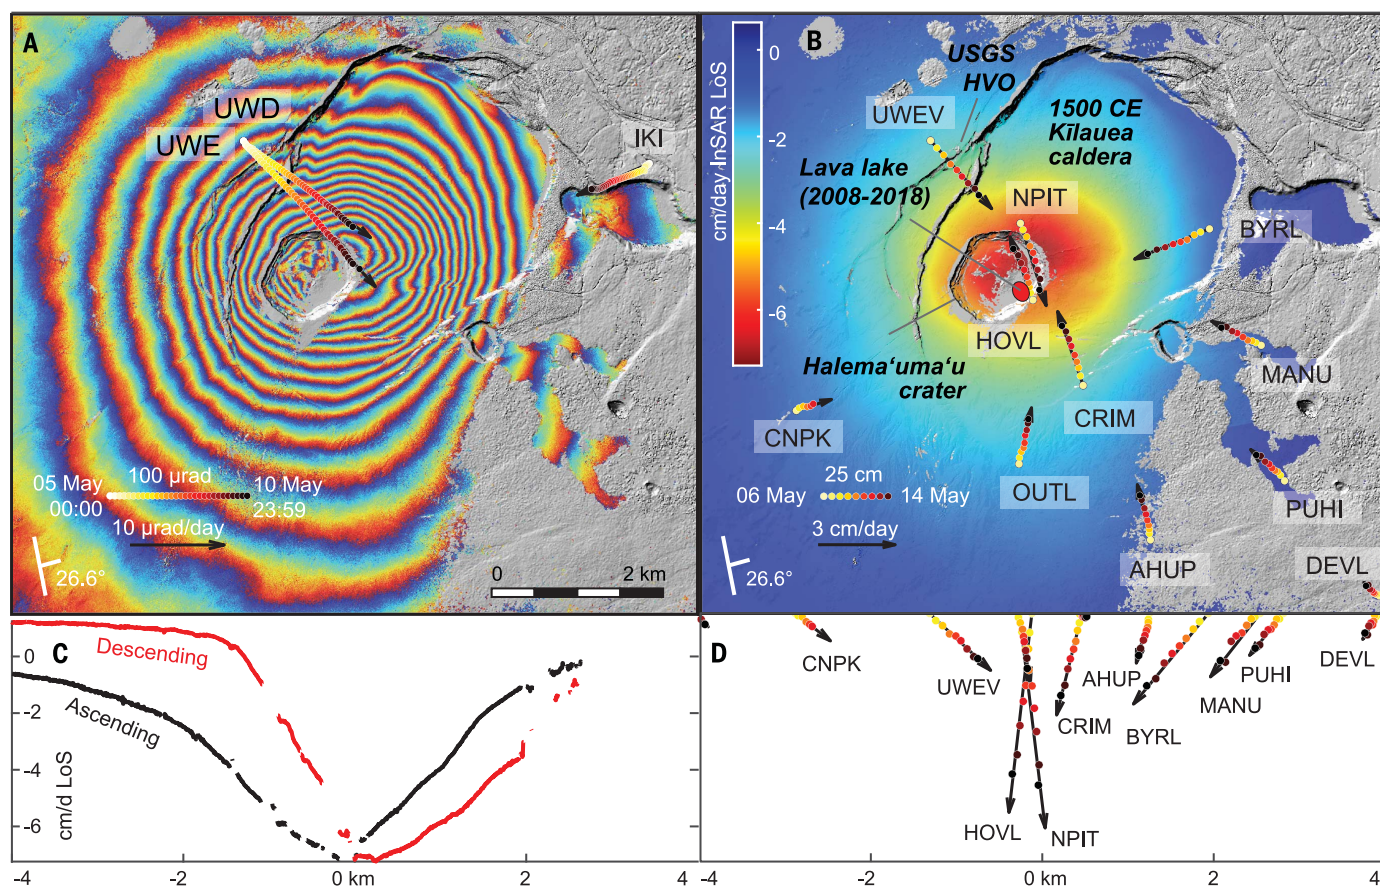 A
UWD
UWE
IKI
05 May
00:00
100 µrad
10 May
23:59
10 µrad/day
26.6°
0
2 km
B
cm/day InSAR LoS
0
-2
-4
-6
USGS
HVO
UWEV
1500 CE
Kīlauea
caldera
Lava lake
(2008-2018)
NPIT
BYRL
HOVL
MANU
Halemaʻumaʻu
crater
CRIM
CNPK
25 cm
06 May
14 May
3 cm/day
OUTL
PUHI
AHUP
DEVL
26.6°
C
Descending
Ascending
cm/d LoS
0
-2
-4
-6
-4
-2
0 km
2
4
D
CNPK
UWEV
HOVL
NPIT
CRIM
AHUP
BYRL
MANU
PUHI
DEVL
-4
-2
0 km
2
4